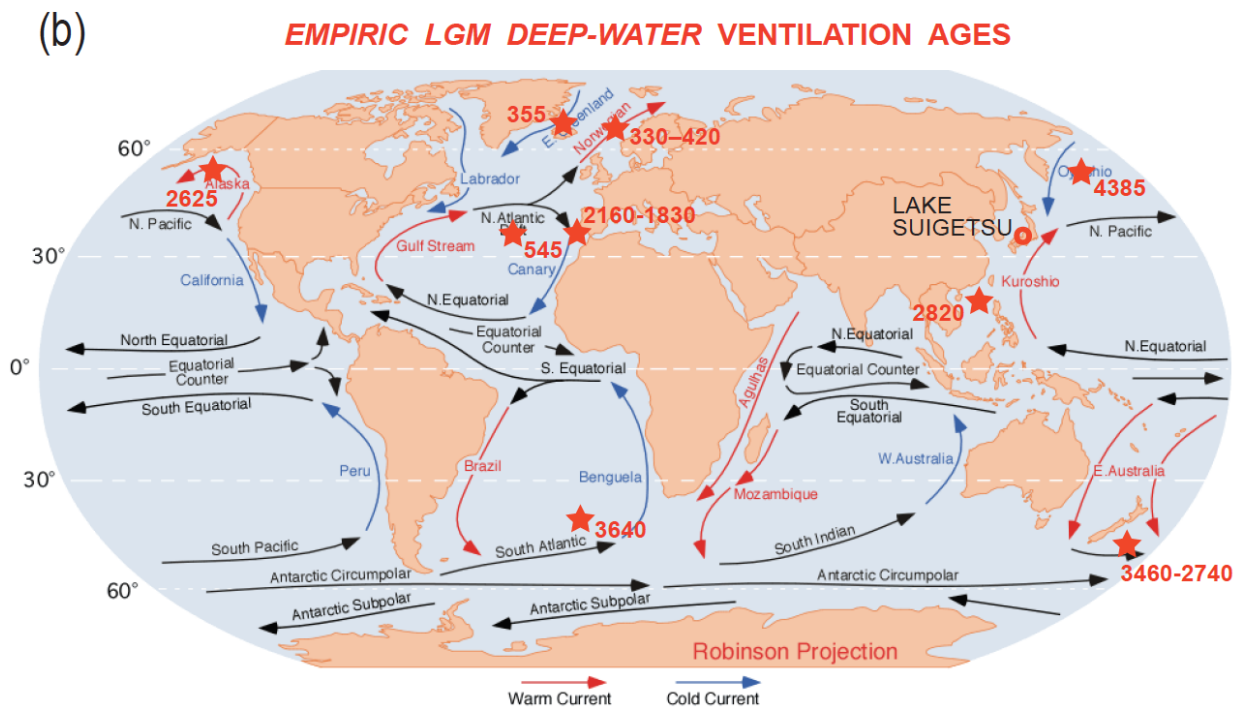 (b)
EMPIRIC LGM DEEP-WATER VENTILATION AGES
355
E. Greenland
Norwegian
330–420
60°
Alaska
2625
Labrador
Oyashio
4385
N. Pacific
N. Atlantic
Drift
2160-1830
545
Gulf Stream
LAKE
SUIGETSU
N. Pacific
30°
California
Canary
Kuroshio
2820
N.Equatorial
Equatorial
Counter
North Equatorial
Equatorial
Counter
South Equatorial
0°
S. Equatorial
Agulhas
N.Equatorial
Equatorial Counter
South
Equatorial
N.Equatorial
30°
Peru
Brazil
Benguela
Mozambique
W.Australia
E.Australia
3640
South Pacific
South Atlantic
South Indian
3460-2740
60°
Antarctic Circumpolar
Antarctic Circumpolar
Antarctic Subpolar
Antarctic Subpolar
Robinson Projection
Warm Current
Cold Current